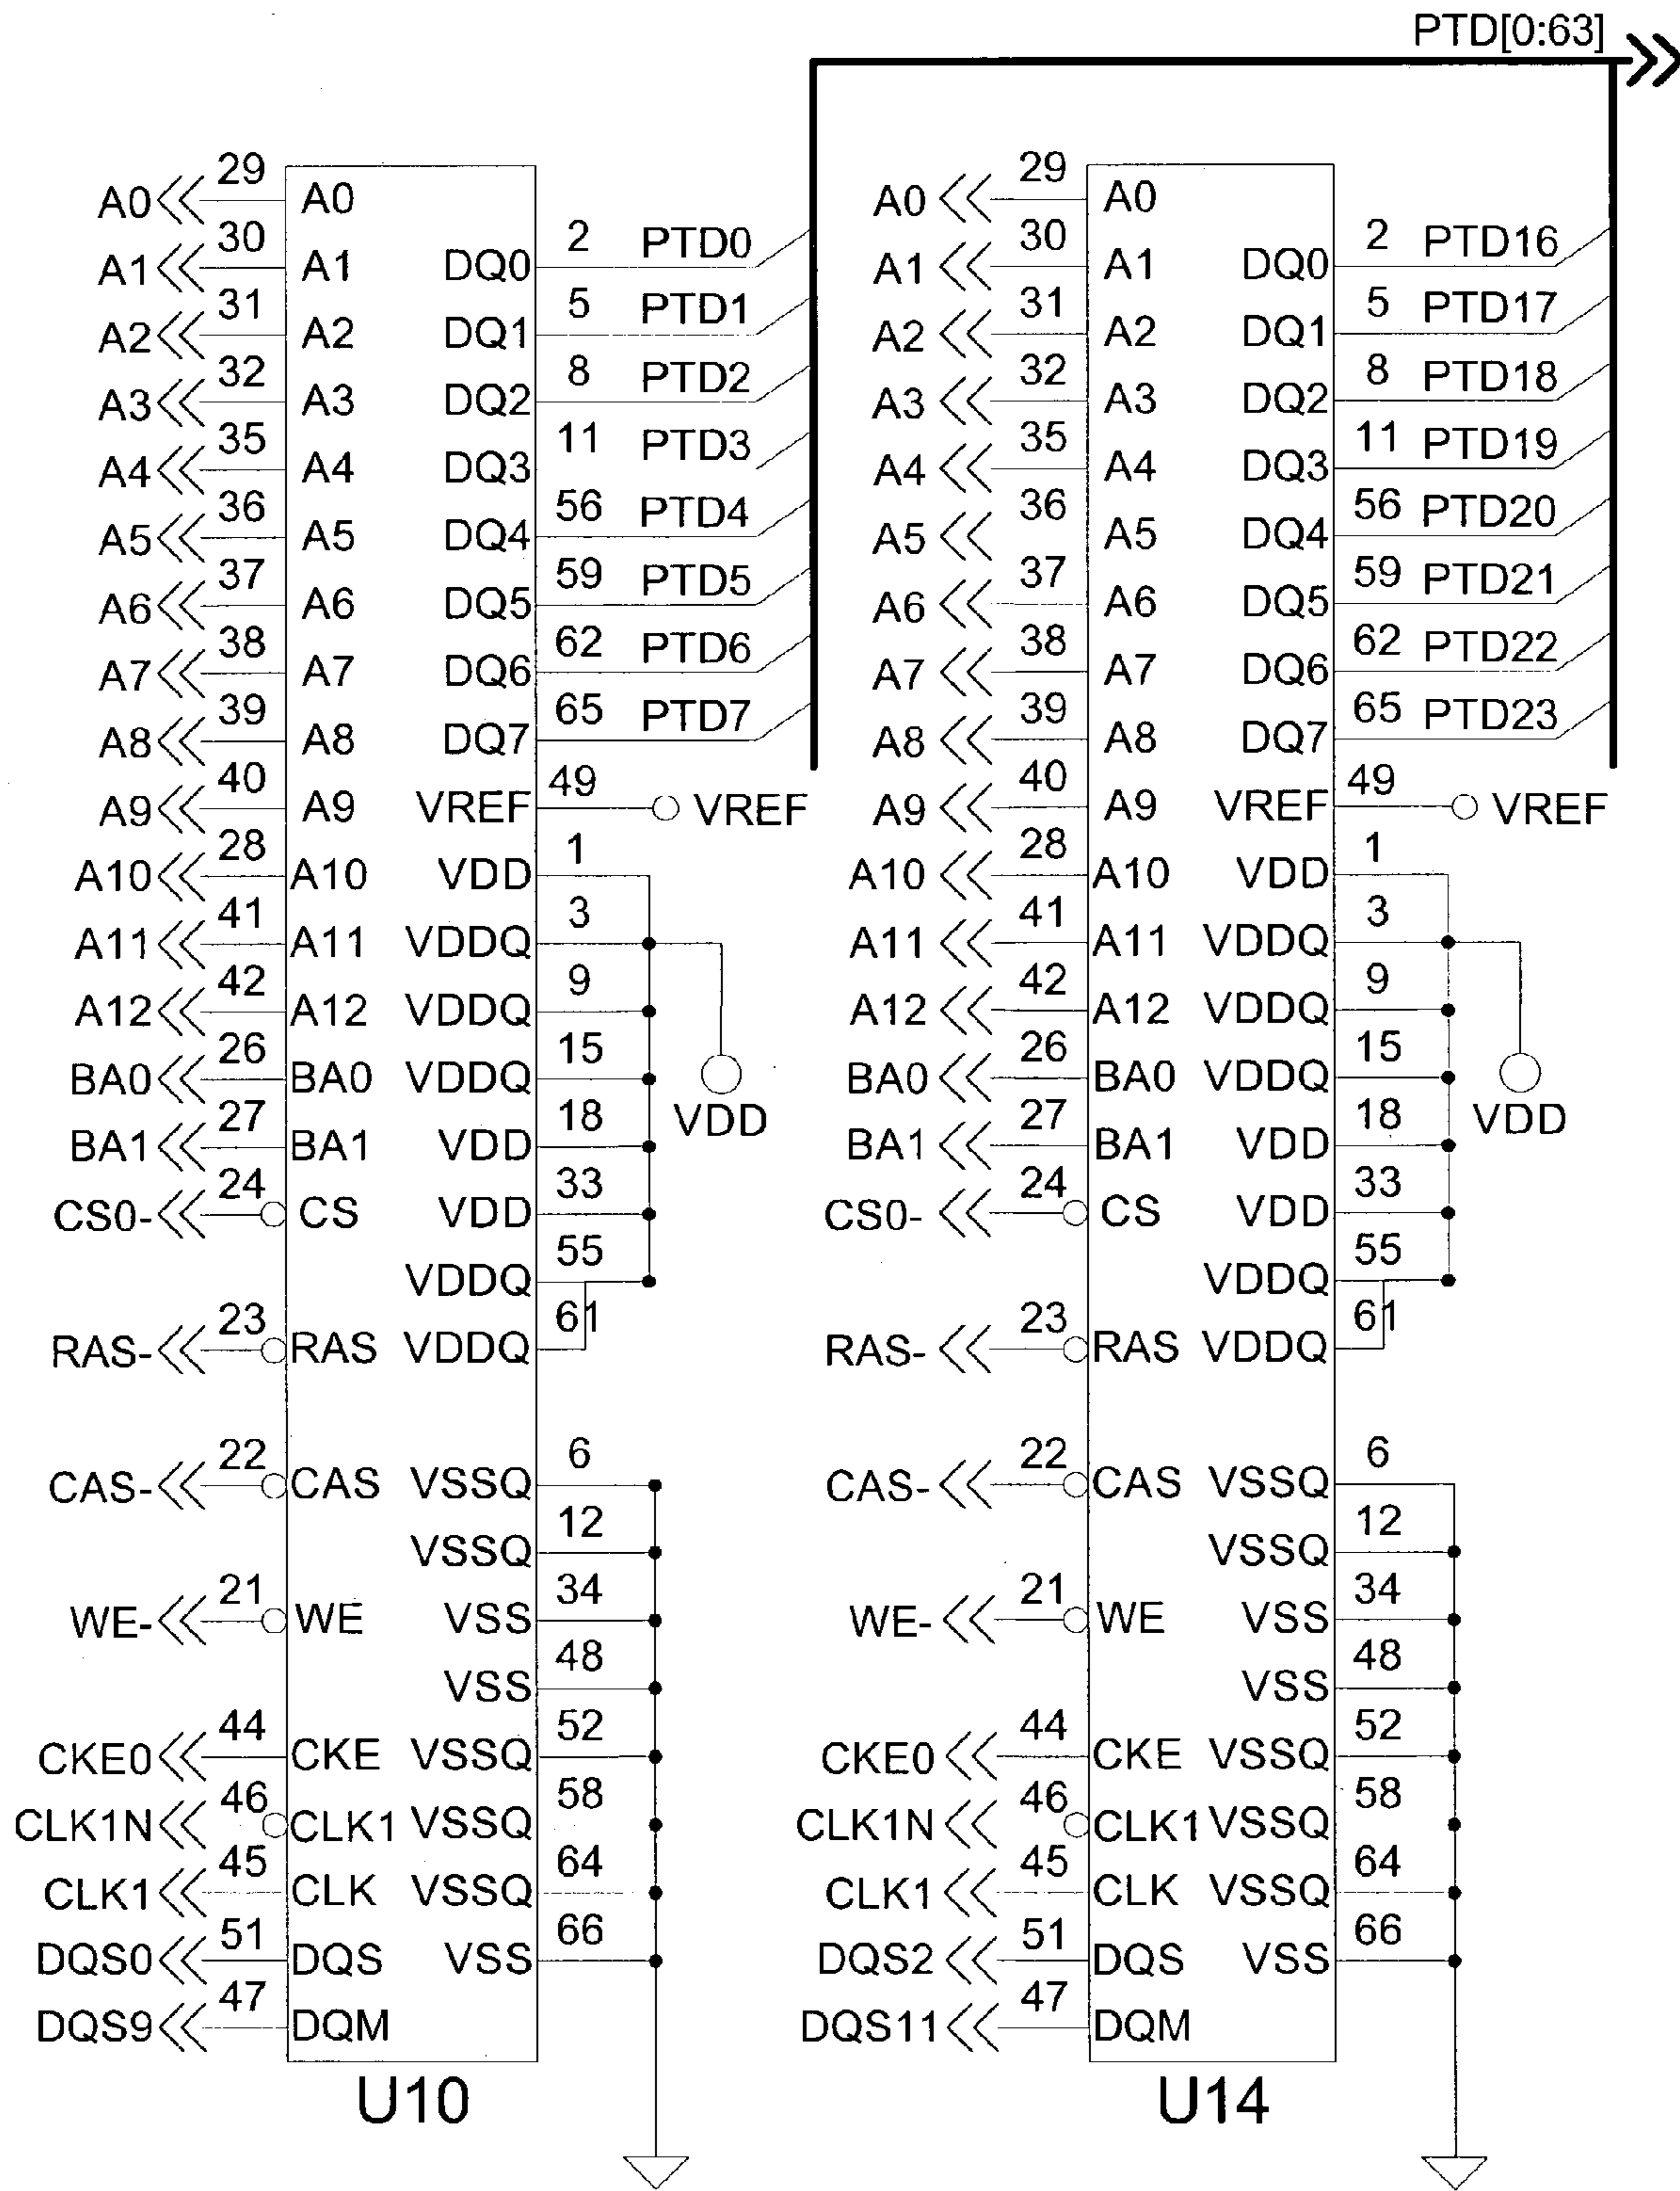 PTD[0:63]
29 29
A0 A0 A0 A0
30 2 PTD0 30 2 PTD16
A1 A1 DQ0 A1 A1 DQ0
31 5 PTD1 31 5 PTD17
A2 A2 DQ1 A2 A2 DQ1
32 8 PTD2 32 8 PTD18
A3 A3 DQ2 A3 A3 DQ2
35 11 PTD3 35 11 PTD19
A4 A4 DQ3 A4 A4 DQ3
36 56 PTD4 36 56 PTD20
A5 A5 DQ4 A5 A5 DQ4
37 59 PTD5 37 59 PTD21
A6 A6 DQ5 A6 A6 DQ5
38 62 PTD6 38 62 PTD22
A7 A7 DQ6 A7 A7 DQ6
39 65 PTD7 39 65 PTD23
A8 A8 DQ7 A8 A8 DQ7
40 49 40 49
A9 A9 VREF VREF A9 A9 VREF VREF
28 1 28 1
A10 A10 VDD A10 A10 VDD
41 3 41 3
A11 A11 VDDQ A11 A11 VDDQ
42 9 42 9
A12 A12 VDDQ A12 A12 VDDQ
26 15 26 15
BA0 BA0 VDDQ BA0 BA0 VDDQ
27 18 VDD 27 18 VDD
BA1 BA1 VDD BA1 BA1 VDD
24 33 24 33
CS0- CS VDD CS0- CS VDD
55 55
VDDQ VDDQ
23 61 23 61
RAS- RAS VDDQ RAS- RAS VDDQ
22 6 22 6
CAS- CAS VSSQ CAS- CAS VSSQ
12 12
VSSQ VSSQ
21 34 21 34
WE- WE VSS WE- WE VSS
48 48
VSS VSS
44 52 44 52
CKE0 CKE VSSQ CKE0 CKE VSSQ
46 58 46 58
CLK1N CLK1 VSSQ CLK1N CLK1 VSSQ
45 64 45 64
CLK1 CLK VSSQ CLK1 CLK VSSQ
51 66 51 66
DQS0 DQS VSS DQS2 DQS VSS
47 47
DQS9 DQM DQS11 DQM
U10 U14